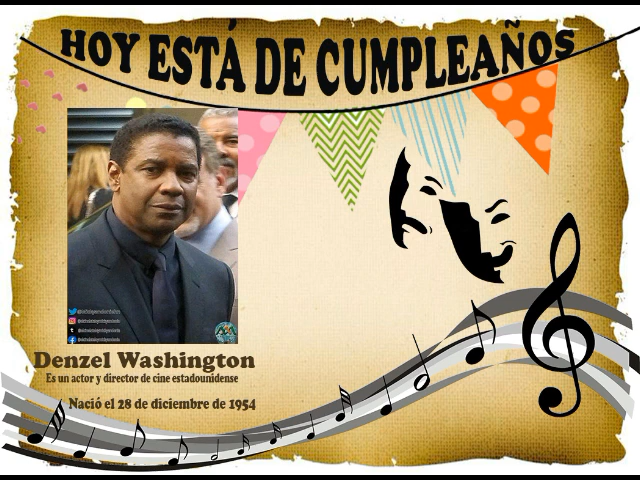 HOY ESTÁ DE CUMPLEAÑOS
Denzel Washington
Es un actor y director de cine estadounidense
Nació el 28 de diciembre de 1954